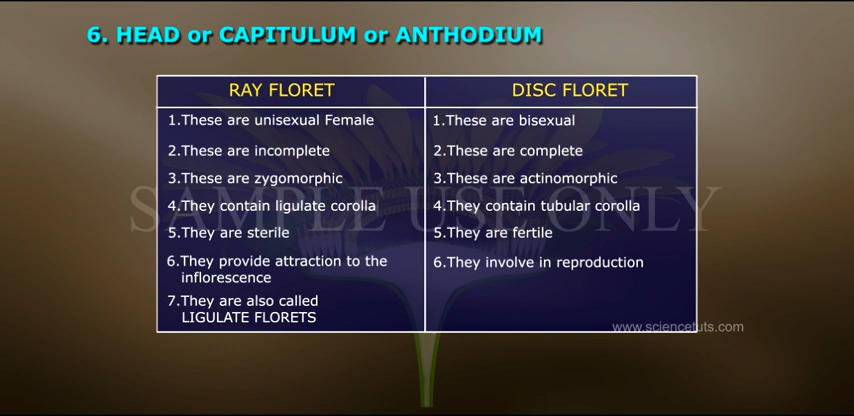 6. HEAD or CAPITULUM or ANTHODIUM
RAY FLORET
1.These are unisexual Female
2.These are incomplete
3.These are zygomorphic
4.They contain ligulate corolla
5.They are sterile
6.They provide attraction to the
inflorescence
7.They are also called
LIGULATE FLORETS
DISC FLORET
1.These are bisexual
2.These are complete
3.These are actinomorphic
4.They contain tubular corolla
5.They are fertile
6.They involve in reproduction
SAMPLE USE ONLY
www.sciencetuts.com